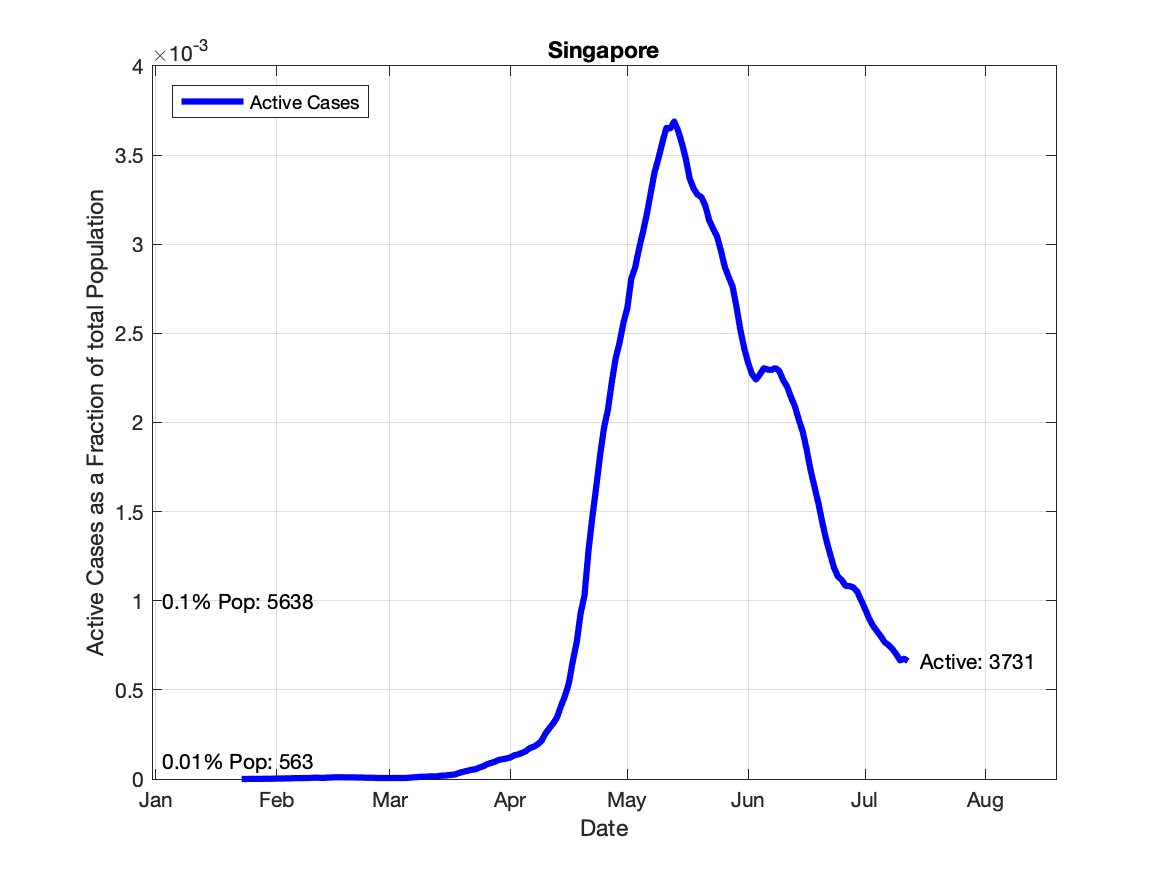 Singapore
×10-3
4
3.5
3
2.5
2
1.5
1
0.5
0
Active Cases
Active Cases as a Fraction of total Population
0.1% Pop: 5638
0.01% Pop: 563
Active: 3731
Jan Feb Mar Apr May Jun Jul Aug
Date